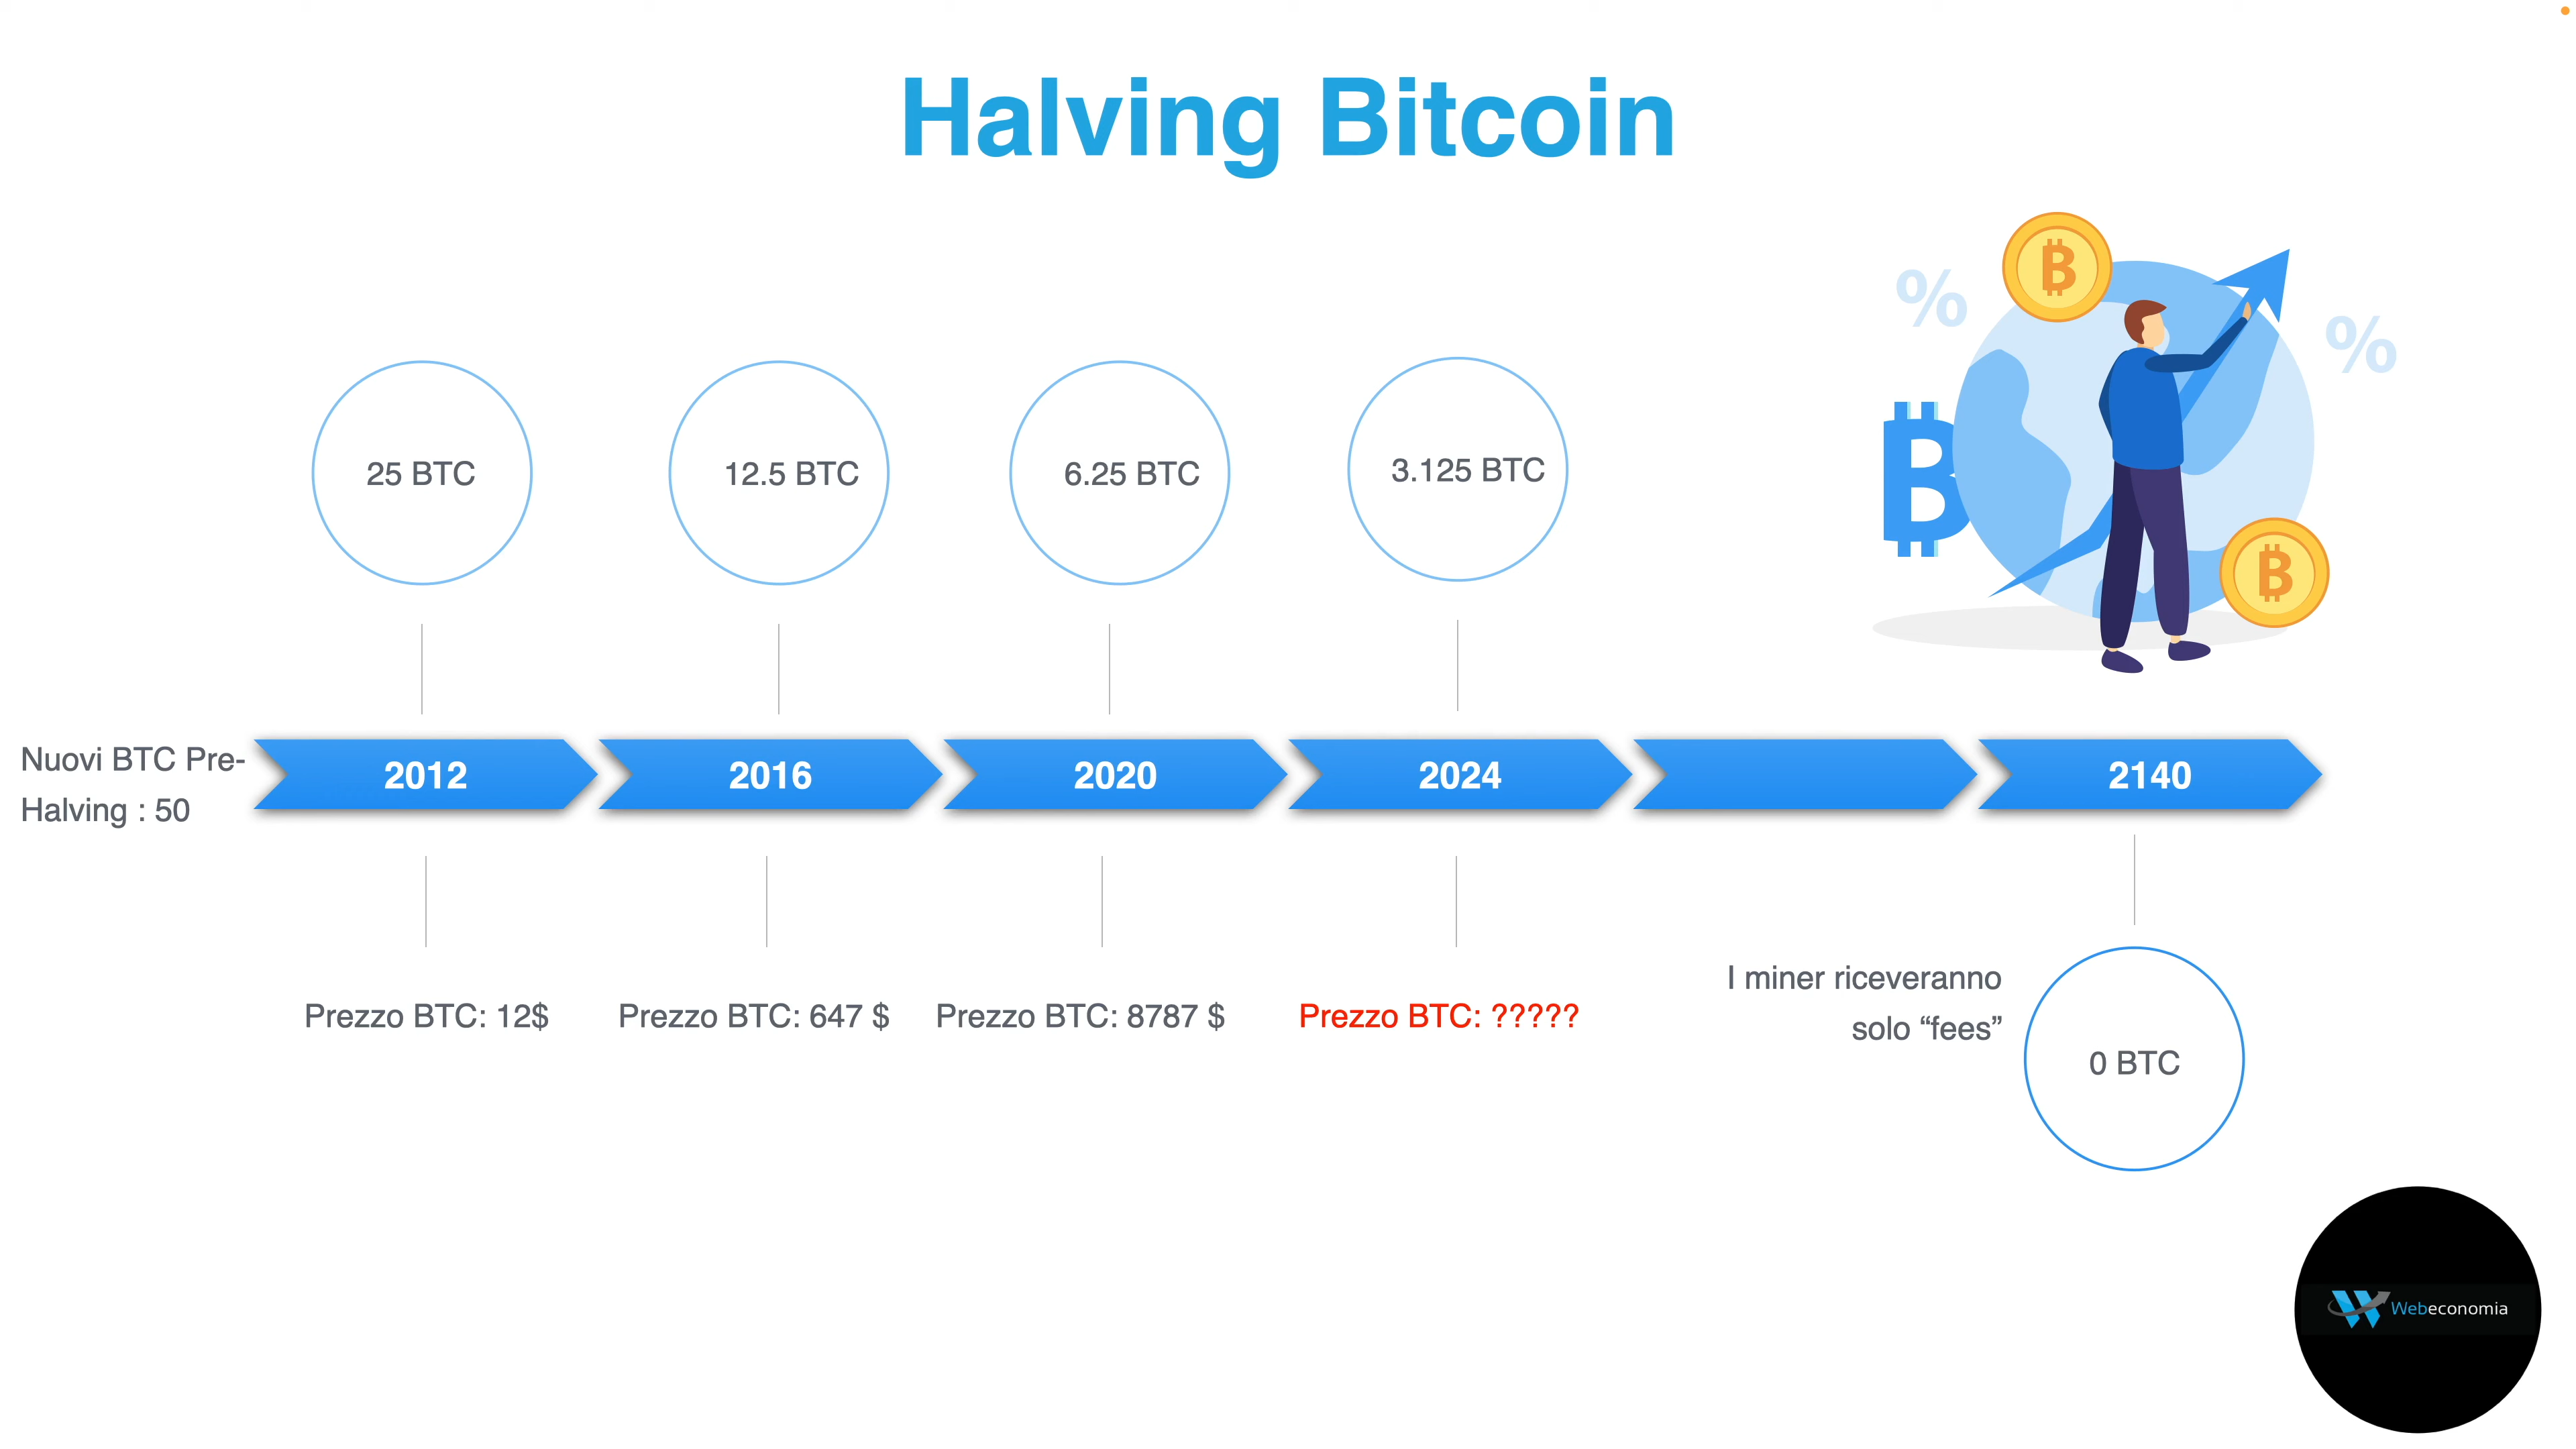 Halving Bitcoin
%
%
25 BTC
12.5 BTC
6.25 BTC
3.125 BTC
Nuovi BTC Pre-
Halving : 50
2012
2016
2020
2024
2140
Prezzo BTC: 12$
Prezzo BTC: 647 $
Prezzo BTC: 8787 $
Prezzo BTC: ?????
I miner riceveranno
solo “fees”
0 BTC
Webeconomia